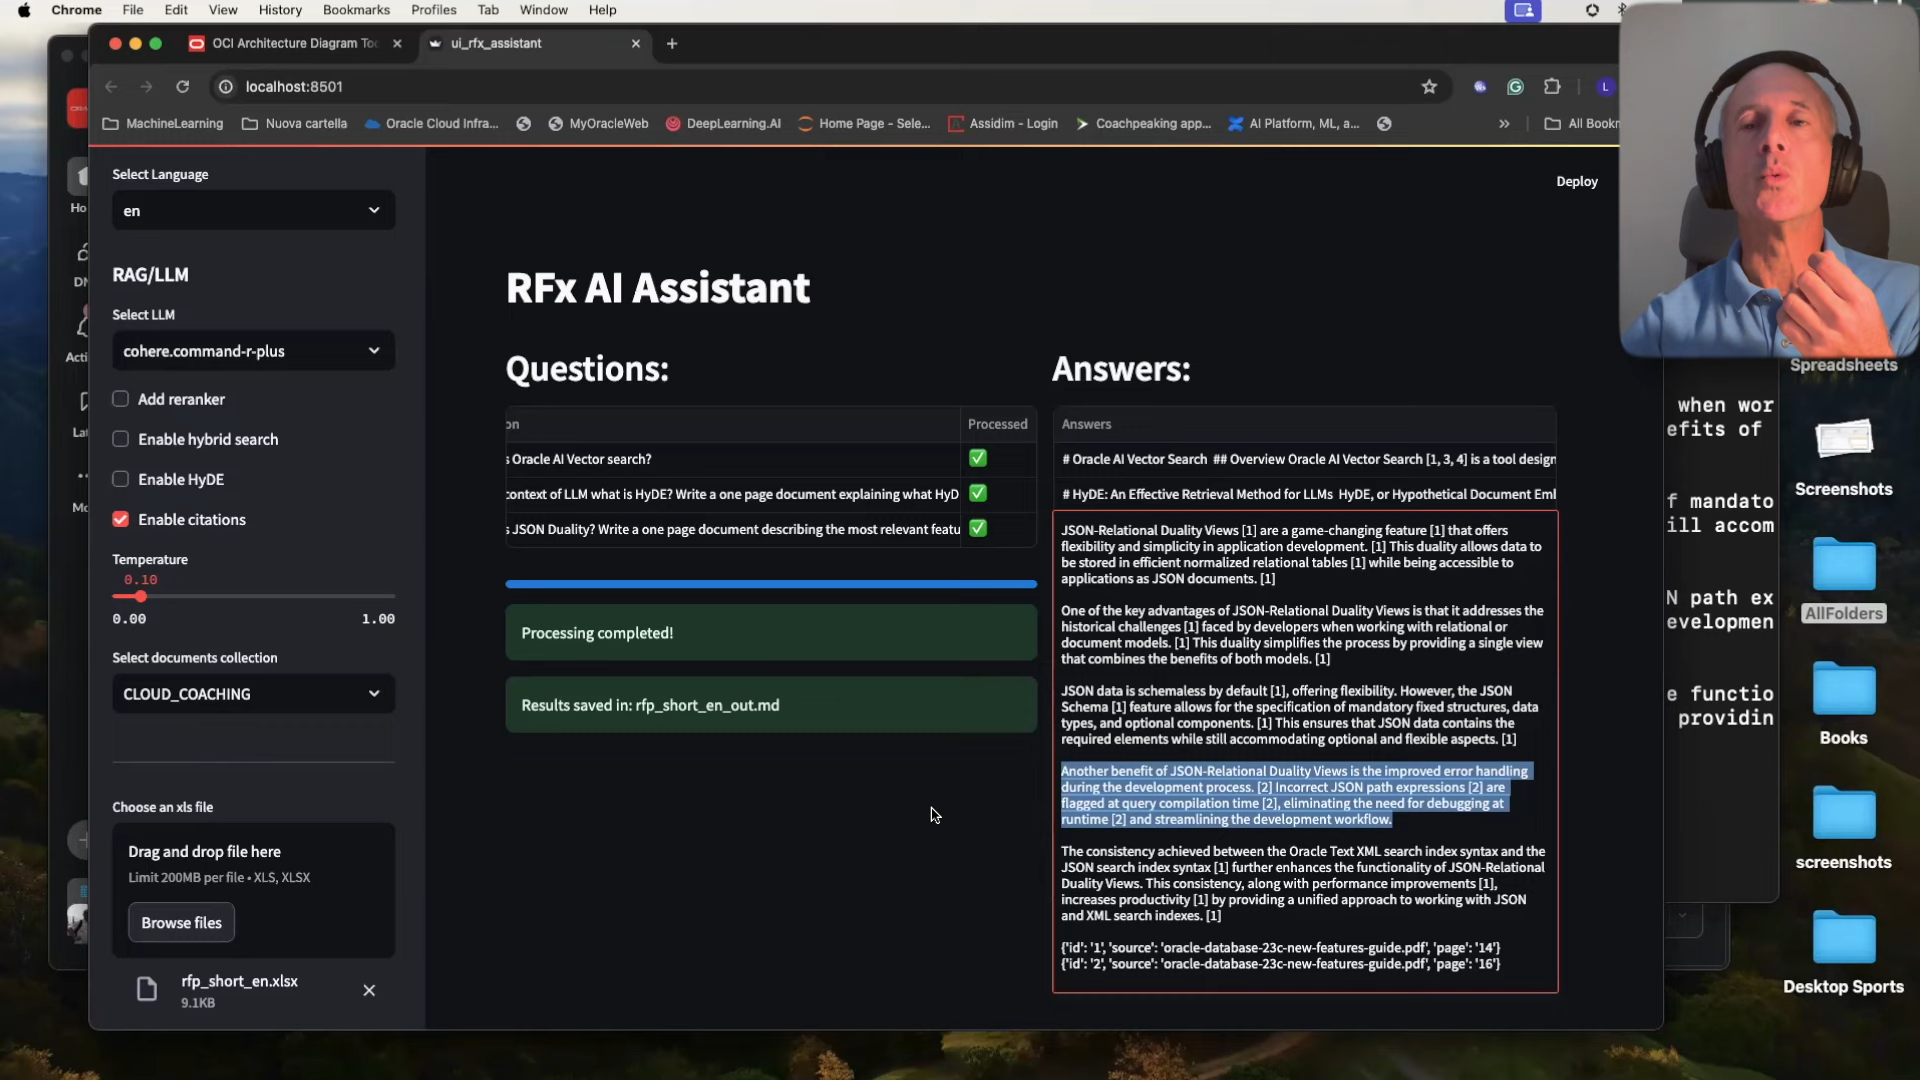 Chrome File Edit View History Bookmarks Profiles Tab Window Help
OCI Architecture Diagram Too
ui_rfx_assistant
localhost:8501
MachineLearning Nuova cartella Oracle Cloud Infra... MyOracleWeb DeepLearning.AI Home Page - Sele... Assidim - Login Coachpeaking app... AI Platform, ML, a... » All Bookn
Select Language
en
RAG/LLM
Select LLM
cohere.command-r-plus
Add reranker
Enable hybrid search
Enable HyDE
Enable citations
Temperature
0.10
0.00 1.00
Select documents collection
CLOUD_COACHING
Choose an xls file
Drag and drop file here
Limit 200MB per file • XLS, XLSX
Browse files
rfp_short_en.xlsx
9.1KB
Deploy
RFx AI Assistant
Questions:
on Processed
s Oracle AI Vector search?
context of LLM what is HyDE? Write a one page document explaining what HyD
s JSON Duality? Write a one page document describing the most relevant featu
Processing completed!
Results saved in: rfp_short_en_out.md
Answers:
Answers
# Oracle AI Vector Search ## Overview Oracle AI Vector Search [1, 3, 4] is a tool design
# HyDE: An Effective Retrieval Method for LLMs HyDE, or Hypothetical Document Eml
JSON-Relational Duality Views [1] are a game-changing feature [1] that offers
flexibility and simplicity in application development. [1] This duality allows data to
be stored in efficient normalized relational tables [1] while being accessible to
applications as JSON documents. [1]
One of the key advantages of JSON-Relational Duality Views is that it addresses the
historical challenges [1] faced by developers when working with relational or
document models. [1] This duality simplifies the process by providing a single view
that combines the benefits of both models. [1]
JSON data is schemaless by default [1], offering flexibility. However, the JSON
Schema [1] feature allows for the specification of mandatory fixed structures, data
types, and optional components. [1] This ensures that JSON data contains the
required elements while still accommodating optional and flexible aspects. [1]
Another benefit of JSON-Relational Duality Views is the improved error handling
during the development process. [2] Incorrect JSON path expressions [2] are
flagged at query compilation time [2], eliminating the need for debugging at
runtime [2] and streamlining the development workflow.
The consistency achieved between the Oracle Text XML search index syntax and the
JSON search index syntax [1] further enhances the functionality of JSON-Relational
Duality Views. This consistency, along with performance improvements [1],
increases productivity [1] by providing a unified approach to working with JSON
and XML search indexes. [1]
{'id': '1', 'source': 'oracle-database-23c-new-features-guide.pdf', 'page': '14'}
{'id': '2', 'source': 'oracle-database-23c-new-features-guide.pdf', 'page': '16'}
when wor
efits of
f mandato
ill accom
N path ex
evelopmen
e functio
providin
Spreadsheets
Screenshots
AllFolders
Books
screenshots
Desktop Sports